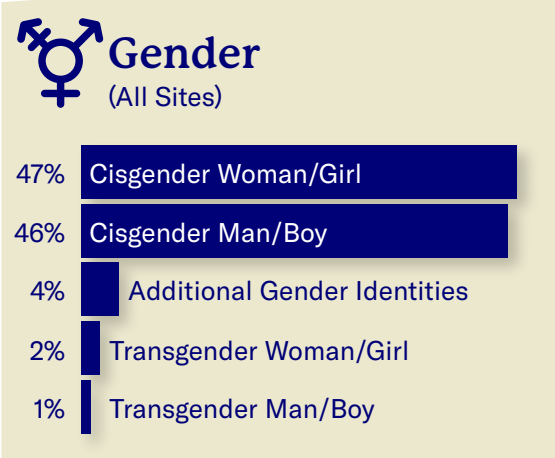 Gender
(All Sites)
47% Cisgender Woman/Girl
46% Cisgender Man/Boy
4% Additional Gender Identities
2% Transgender Woman/Girl
1% Transgender Man/Boy